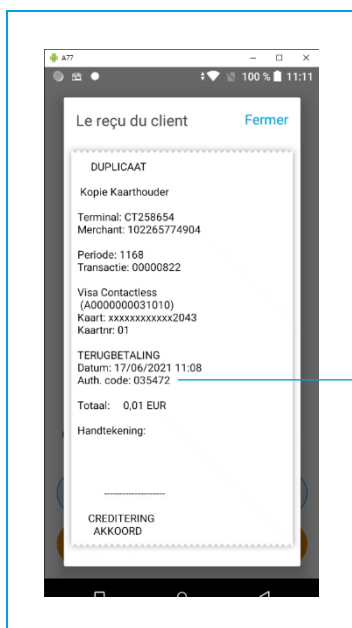 A77
100 % 11:11
Le reçu du client Fermer
DUPLICAAT
Kopie Kaarthouder
Terminal: CT258654
Merchant: 102265774904
Periode: 1168
Transactie: 00000822
Visa Contactless
(A0000000031010)
Kaart: xxxxxxxxxxxx2043
Kaartnr: 01
TERUGBETALING
Datum: 17/06/2021 11:08
Auth. code: 035472
Totaal: 0,01 EUR
Handtekening:
--------------------
CREDITERING
AKKOORD